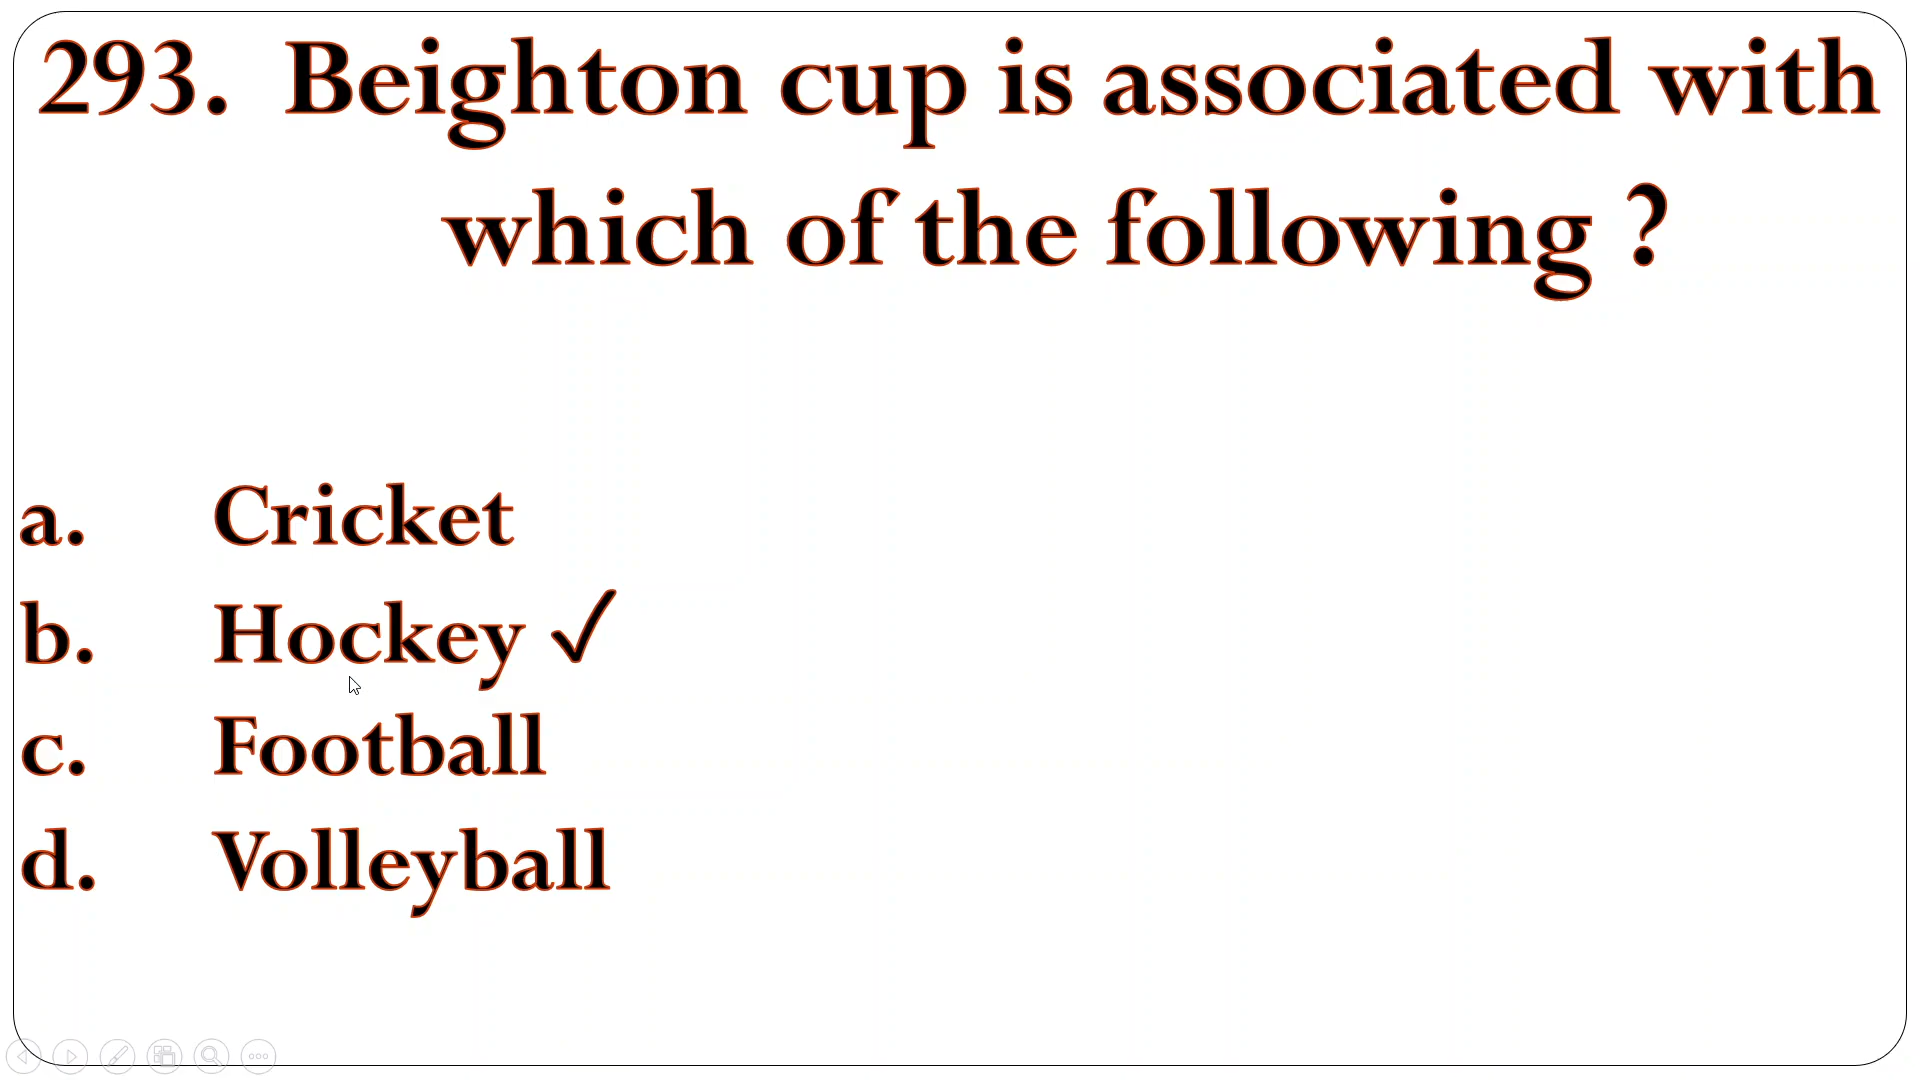 293. Beighton cup is associated with
which of the following ?
a. Cricket
b. Hockey ✓
c. Football
d. Volleyball